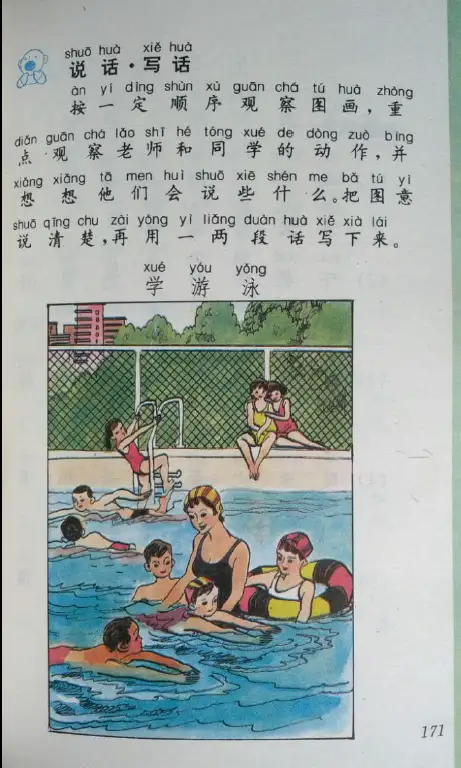 shuō huà xiě huà
说话·写话
àn yí dìng shùn xù guān chá tú huà zhòng
按一定顺序观察图画，重
diǎn guān chá lǎo shī hé tóng xué de dòng zuò bìng
点观察老师和同学的动作，并
xiǎng xiang tā men huì shuō xiē shén me bǎ tú yì
想想他们会说些什么。把图意
shuō qīng chu zài yòng yì liǎng duàn huà xiě xià lái
说清楚，再用一两段话写下来。
xué yóu yǒng
学游泳
171